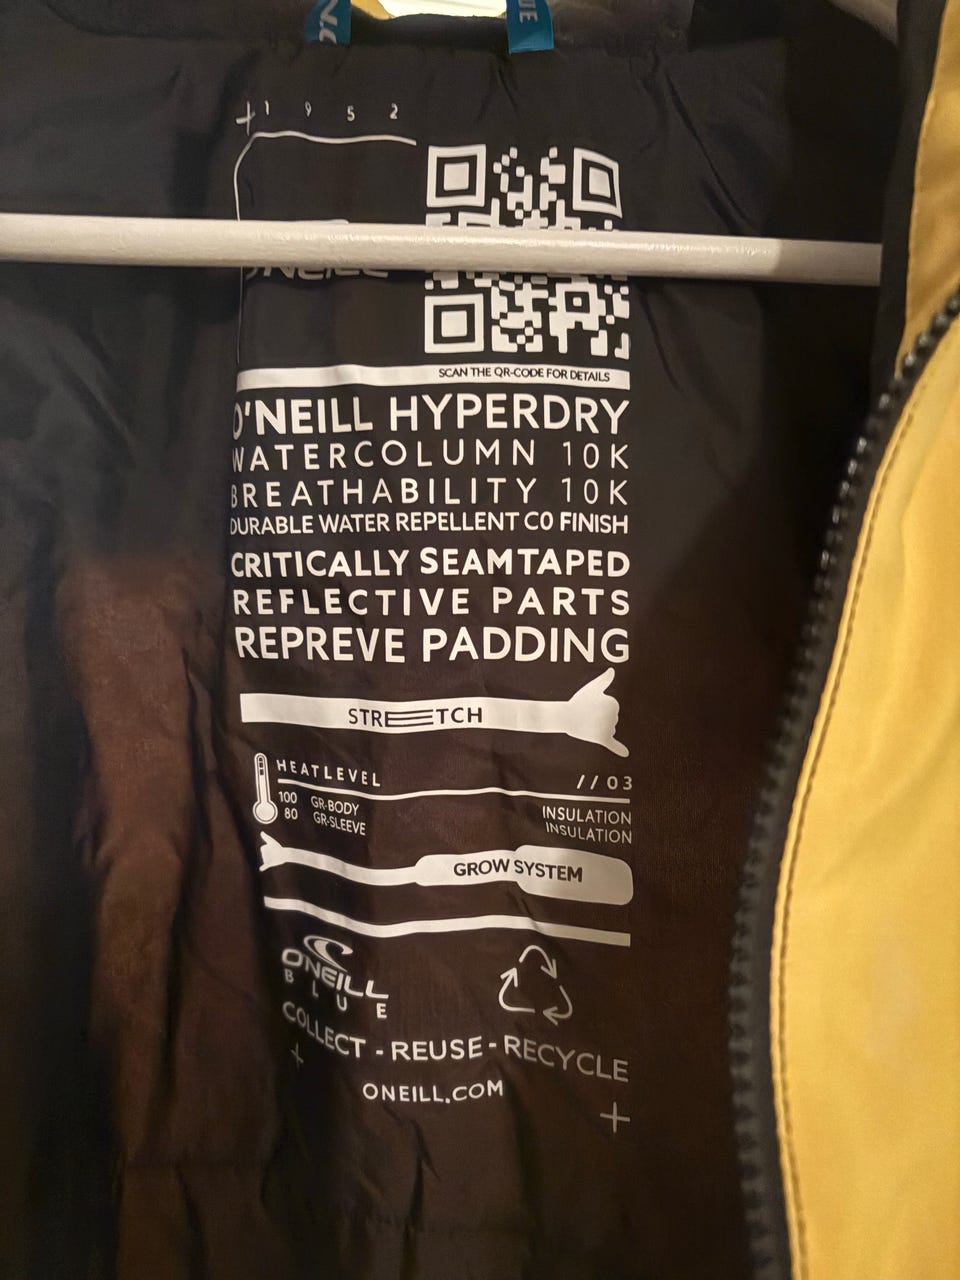 UE
1952
O'NEILL
SCAN THE QR-CODE FOR DETAILS
O'NEILL HYPERDRY
WATERCOLUMN 10K
BREATHABILITY 10K
DURABLE WATER REPELLENT C0 FINISH
CRITICALLY SEAMTAPED
REFLECTIVE PARTS
REPREVE PADDING
STRETCH
HEATLEVEL //03
100 GR-BODY INSULATION
80 GR-SLEEVE INSULATION
GROW SYSTEM
O'NEILL
BLUE
COLLECT - REUSE - RECYCLE
ONEILL.COM